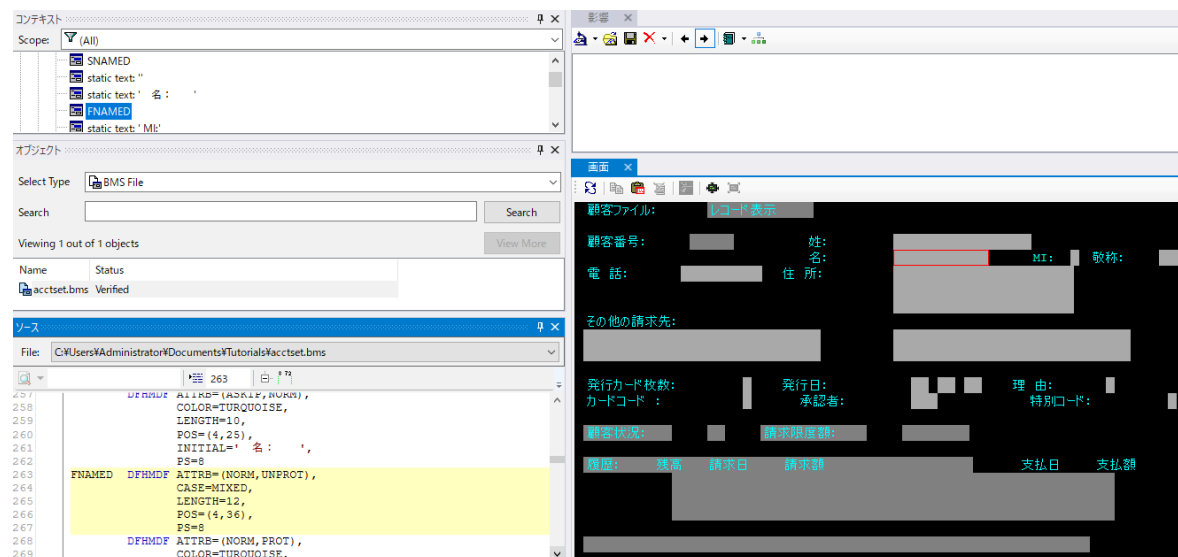 コンテキスト
Scope: (All)
SNAMED
static text: ''
static text: ' 名： '
FNAMED
static text: ' MI:'
オブジェクト
Select Type BMS File
Search Search
Viewing 1 out of 1 objects View More
Name Status
acctset.bms Verified
ソース
File: C:¥Users¥Administrator¥Documents¥Tutorials¥acctset.bms
263
257 DFHMDF ATTRB=(ASKIP,NORM),
258 COLOR=TURQUOISE,
259 LENGTH=10,
260 POS=(4,25),
261 INITIAL=' 名： ',
262 PS=8
263 FNAMED DFHMDF ATTRB=(NORM,UNPROT),
264 CASE=MIXED,
265 LENGTH=12,
266 POS=(4,36),
267 PS=8
268 DFHMDF ATTRB=(NORM,PROT),
269 COLOR=TURQUOISE,
影響
画面
顧客ファイル: レコード表示
顧客番号: 姓:
名: MI: 敬称:
電 話: 住 所:
その他の請求先:
発行カード枚数: 発行日: 理 由:
カードコード : 承認者: 特別コード:
顧客状況: 請求限度額:
履歴: 残高 請求日 請求額 支払日 支払額